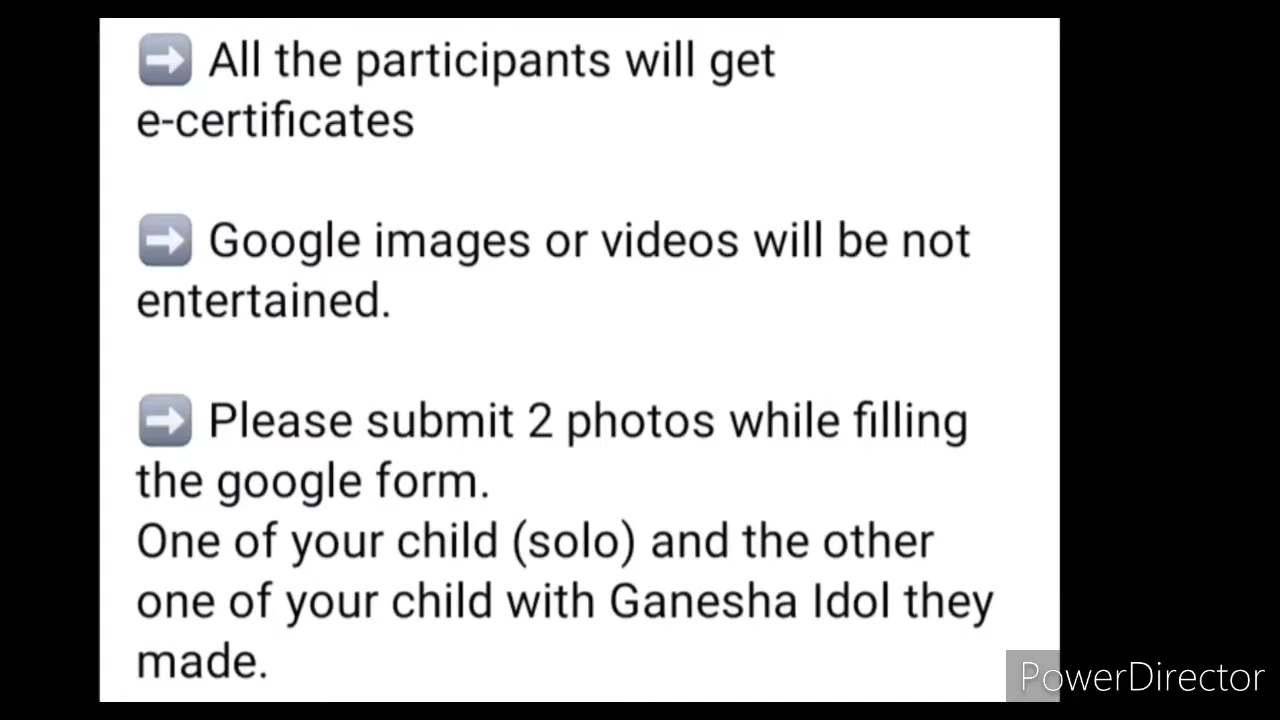 ➡️ All the participants will get
e-certificates
➡️ Google images or videos will be not
entertained.
➡️ Please submit 2 photos while filling
the google form.
One of your child (solo) and the other
one of your child with Ganesha Idol they
made.
PowerDirector